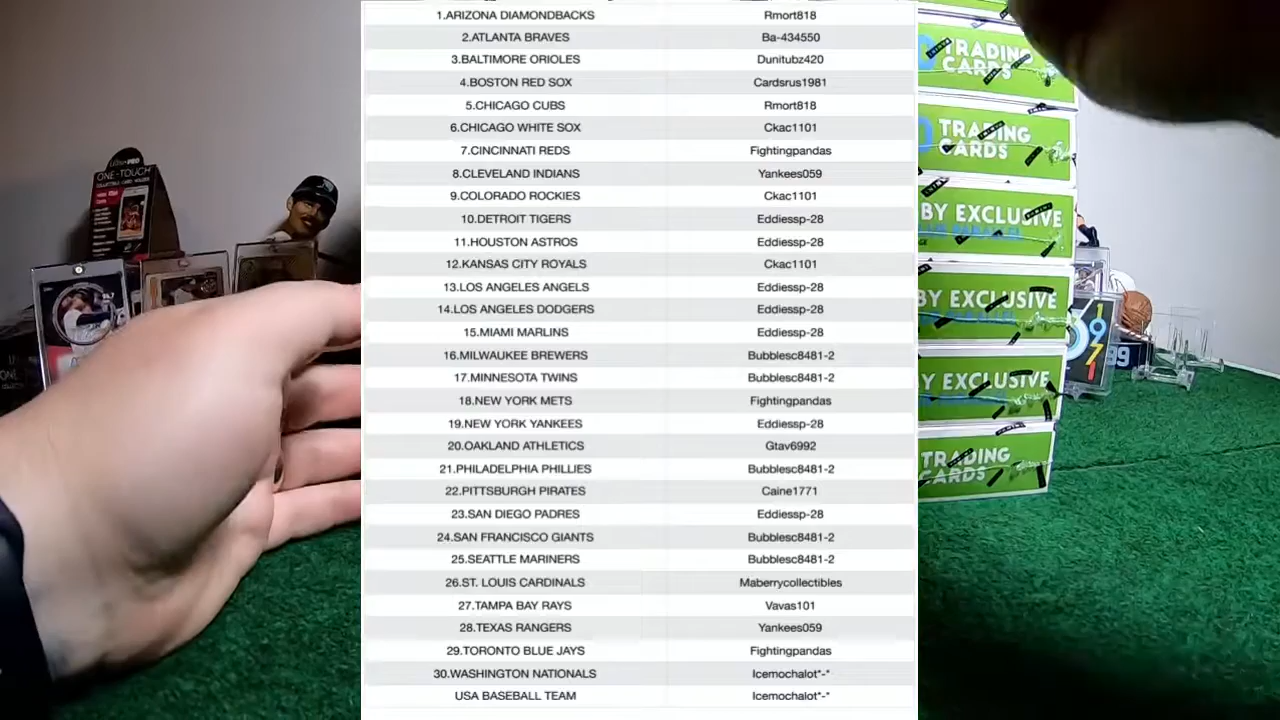 1.ARIZONA DIAMONDBACKS Rmort818
2.ATLANTA BRAVES Ba-434550
3.BALTIMORE ORIOLES Dunitubz420
4.BOSTON RED SOX Cardsrus1981
5.CHICAGO CUBS Rmort818
6.CHICAGO WHITE SOX Ckac1101
7.CINCINNATI REDS Fightingpandas
8.CLEVELAND INDIANS Yankees059
9.COLORADO ROCKIES Ckac1101
10.DETROIT TIGERS Eddiessp-28
11.HOUSTON ASTROS Eddiessp-28
12.KANSAS CITY ROYALS Ckac1101
13.LOS ANGELES ANGELS Eddiessp-28
14.LOS ANGELES DODGERS Eddiessp-28
15.MIAMI MARLINS Eddiessp-28
16.MILWAUKEE BREWERS Bubblesc8481-2
17.MINNESOTA TWINS Bubblesc8481-2
18.NEW YORK METS Fightingpandas
19.NEW YORK YANKEES Eddiessp-28
20.OAKLAND ATHLETICS Gtav6992
21.PHILADELPHIA PHILLIES Bubblesc8481-2
22.PITTSBURGH PIRATES Caine1771
23.SAN DIEGO PADRES Eddiessp-28
24.SAN FRANCISCO GIANTS Bubblesc8481-2
25.SEATTLE MARINERS Bubblesc8481-2
26.ST. LOUIS CARDINALS Maberrycollectibles
27.TAMPA BAY RAYS Vavas101
28.TEXAS RANGERS Yankees059
29.TORONTO BLUE JAYS Fightingpandas
30.WASHINGTON NATIONALS Icemochalot*-*
USA BASEBALL TEAM Icemochalot*-*
ONE-TOUCH
TRADING
CARDS
TRADING
CARDS
BY EXCLUSIVE
BY EXCLUSIVE
Y EXCLUSIVE
TRADING
CARDS
1971
99